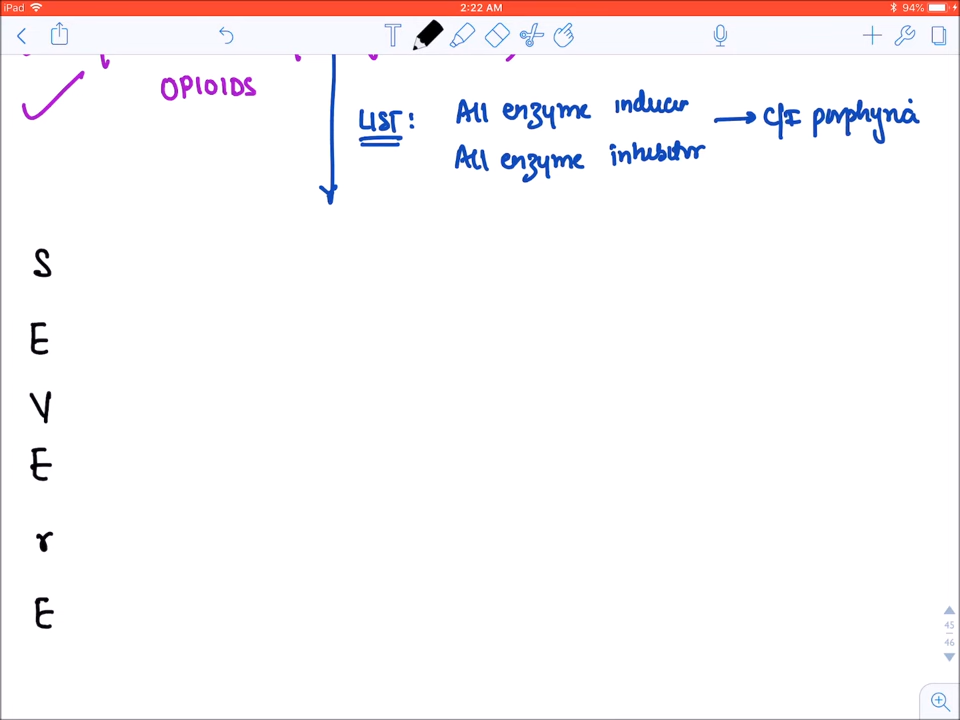 iPad 2:22 AM 94%
T
OPIOIDS
LIST : All enzyme inducer → C/I porphyria
All enzyme inhibitor
S
E
V
E
r
E
45
46